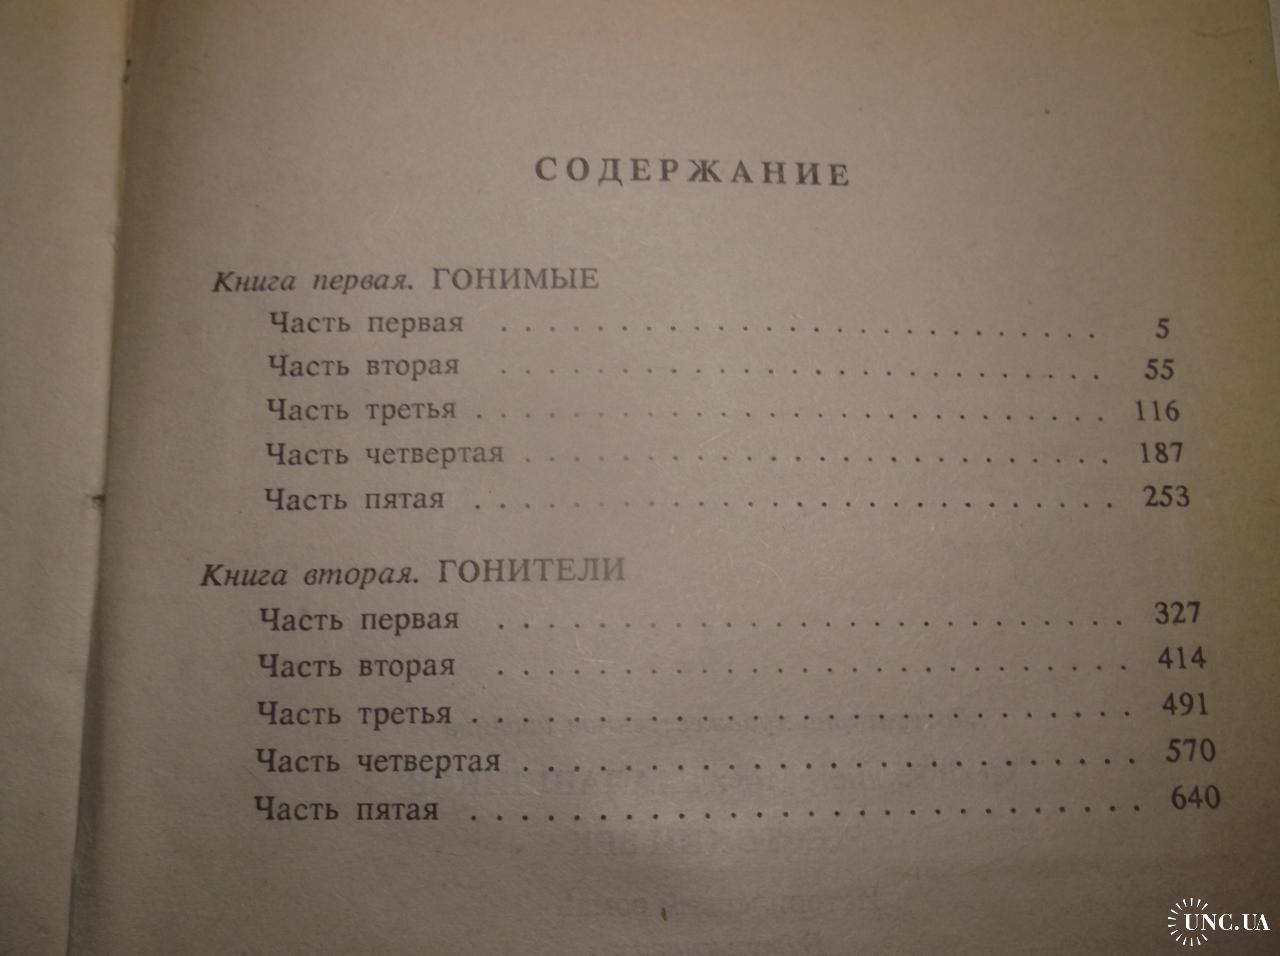 СОДЕРЖАНИЕ
Книга первая. ГОНИМЫЕ
Часть первая . . . . . . . . . . . . . . . . . . . . . . . . . . 5
Часть вторая . . . . . . . . . . . . . . . . . . . . . . . . . . 55
Часть третья . . . . . . . . . . . . . . . . . . . . . . . . . . . 116
Часть четвертая . . . . . . . . . . . . . . . . . . . . . . . . . 187
Часть пятая . . . . . . . . . . . . . . . . . . . . . . . . . . . 253
Книга вторая. ГОНИТЕЛИ
Часть первая . . . . . . . . . . . . . . . . . . . . . . . . . . 327
Часть вторая . . . . . . . . . . . . . . . . . . . . . . . . . . 414
Часть третья . . . . . . . . . . . . . . . . . . . . . . . . . . . 491
Часть четвертая . . . . . . . . . . . . . . . . . . . . . . . . . 570
Часть пятая . . . . . . . . . . . . . . . . . . . . . . . . . . . 640
UNC.UA